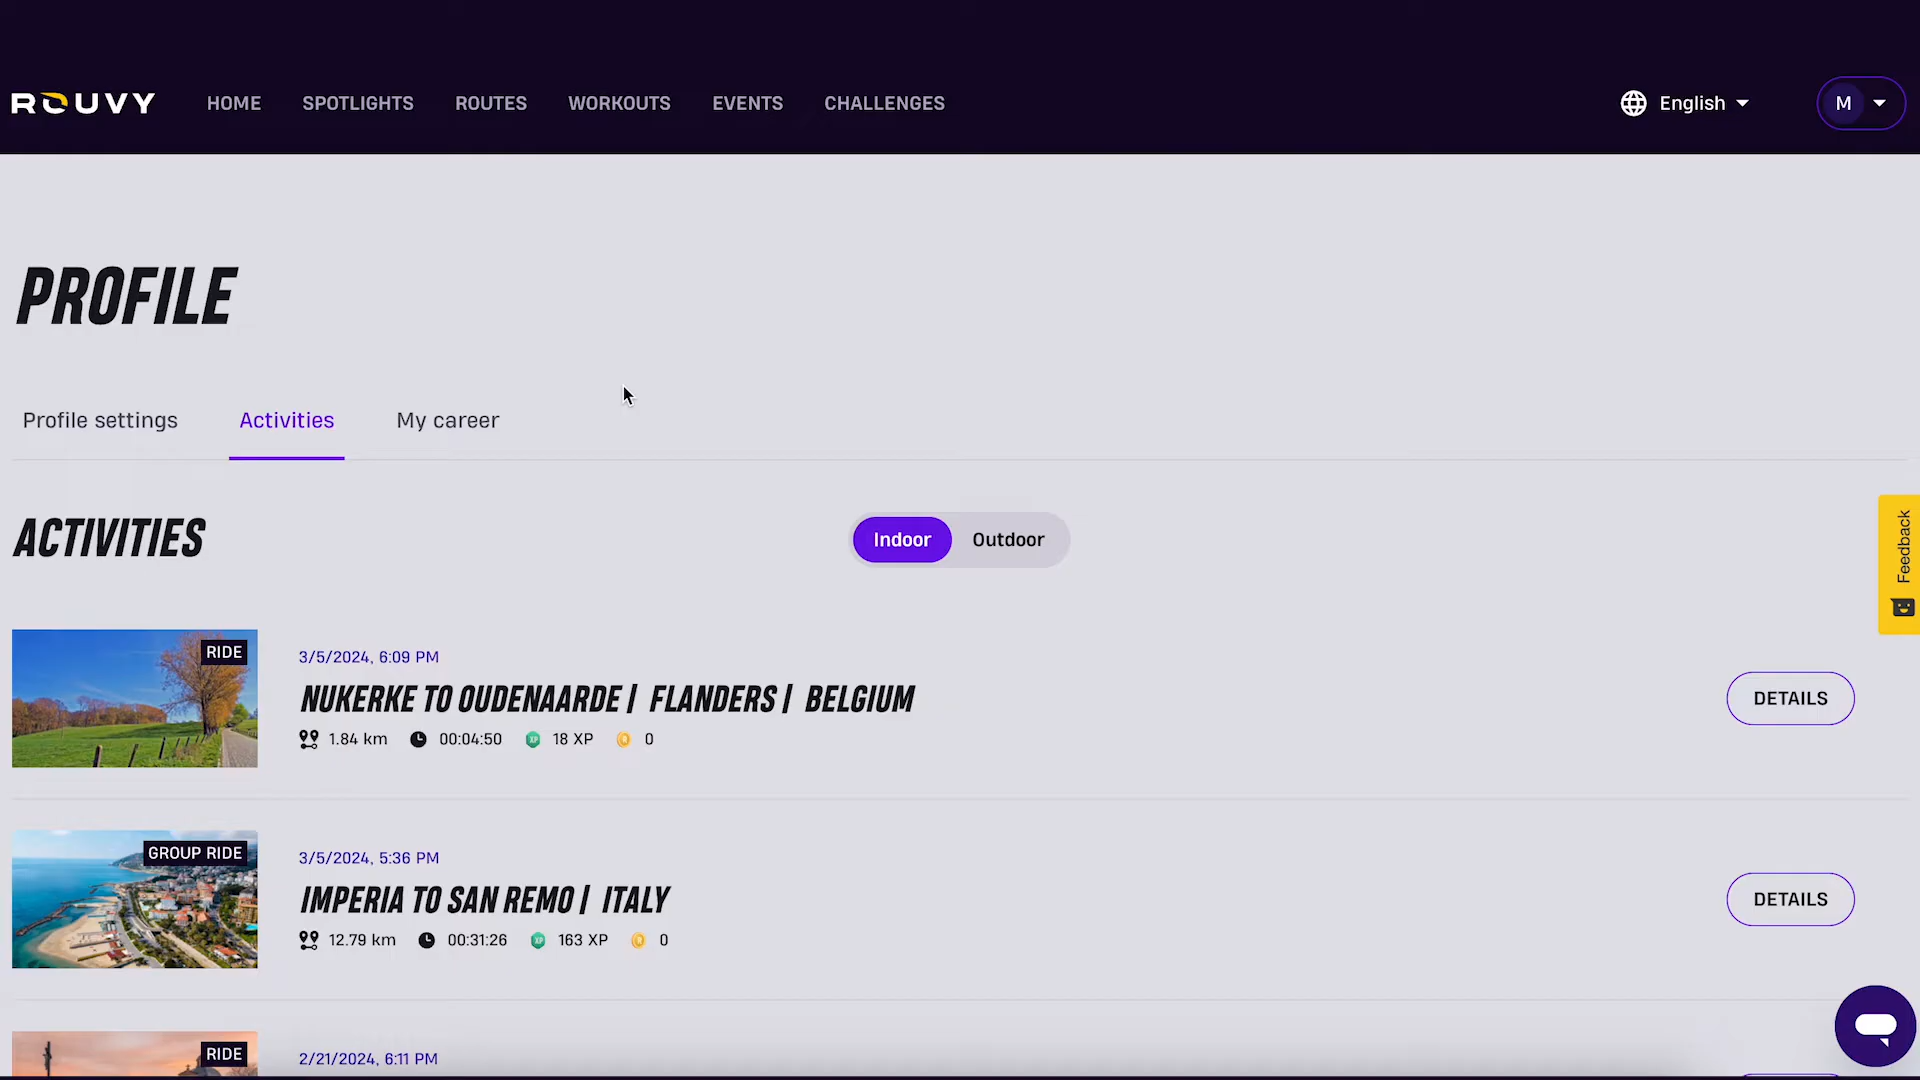 ROUVY HOME SPOTLIGHTS ROUTES WORKOUTS EVENTS CHALLENGES English M
PROFILE
Profile settings Activities My career
ACTIVITIES Indoor Outdoor
Feedback
RIDE
3/5/2024, 6:09 PM
NUKERKE TO OUDENAARDE | FLANDERS | BELGIUM
1.84 km 00:04:50 XP 18 XP R 0
DETAILS
GROUP RIDE
3/5/2024, 5:36 PM
IMPERIA TO SAN REMO | ITALY
12.79 km 00:31:26 XP 163 XP R 0
DETAILS
RIDE
2/21/2024, 6:11 PM